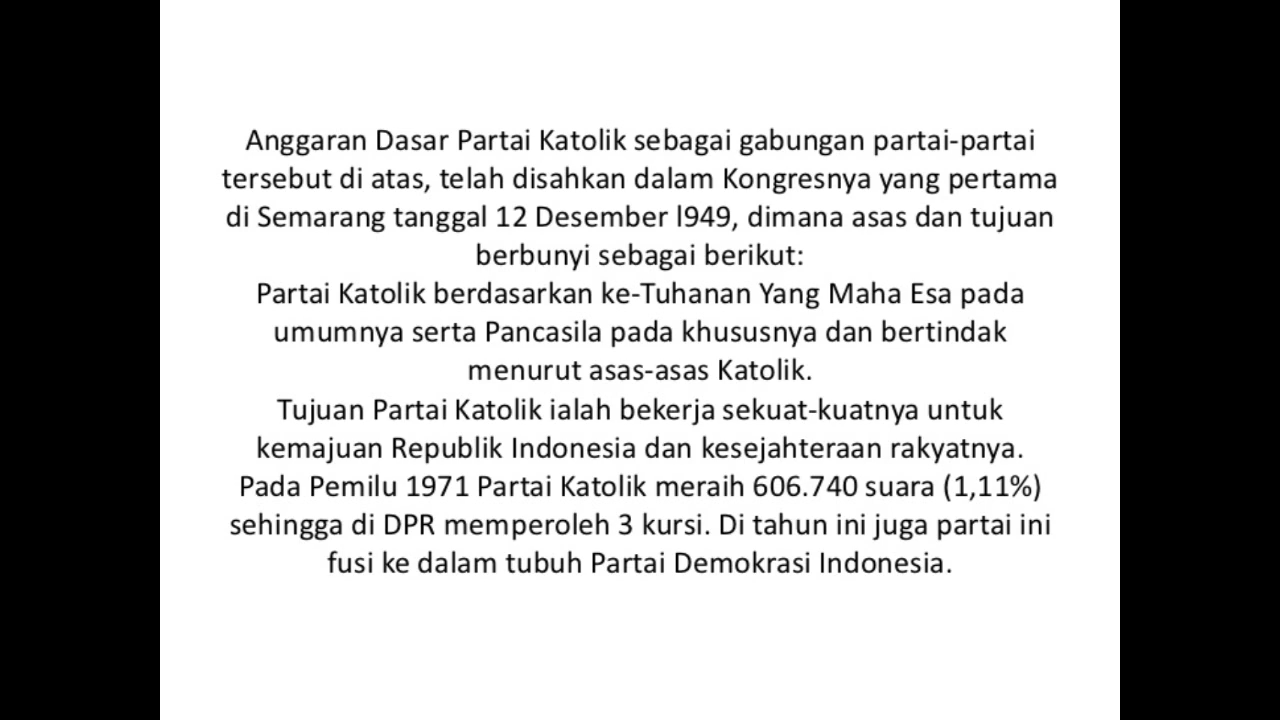 Anggaran Dasar Partai Katolik sebagai gabungan partai-partai
tersebut di atas, telah disahkan dalam Kongresnya yang pertama
di Semarang tanggal 12 Desember l949, dimana asas dan tujuan
berbunyi sebagai berikut:
Partai Katolik berdasarkan ke-Tuhanan Yang Maha Esa pada
umumnya serta Pancasila pada khususnya dan bertindak
menurut asas-asas Katolik.
Tujuan Partai Katolik ialah bekerja sekuat-kuatnya untuk
kemajuan Republik Indonesia dan kesejahteraan rakyatnya.
Pada Pemilu 1971 Partai Katolik meraih 606.740 suara (1,11%)
sehingga di DPR memperoleh 3 kursi. Di tahun ini juga partai ini
fusi ke dalam tubuh Partai Demokrasi Indonesia.